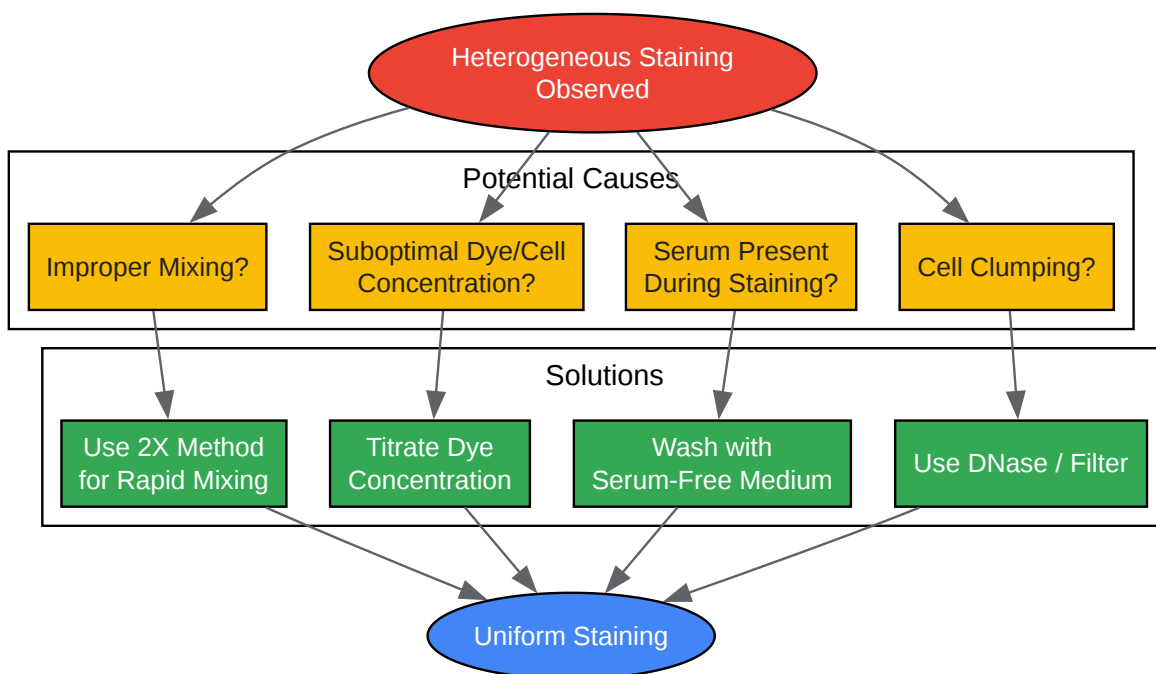 Heterogeneous Staining
Observed
Potential Causes
Improper Mixing?
Suboptimal Dye/Cell
Concentration?
Serum Present
During Staining?
Cell Clumping?
Solutions
Use 2X Method
for Rapid Mixing
Titrate Dye
Concentration
Wash with
Serum-Free Medium
Use DNase / Filter
Uniform Staining